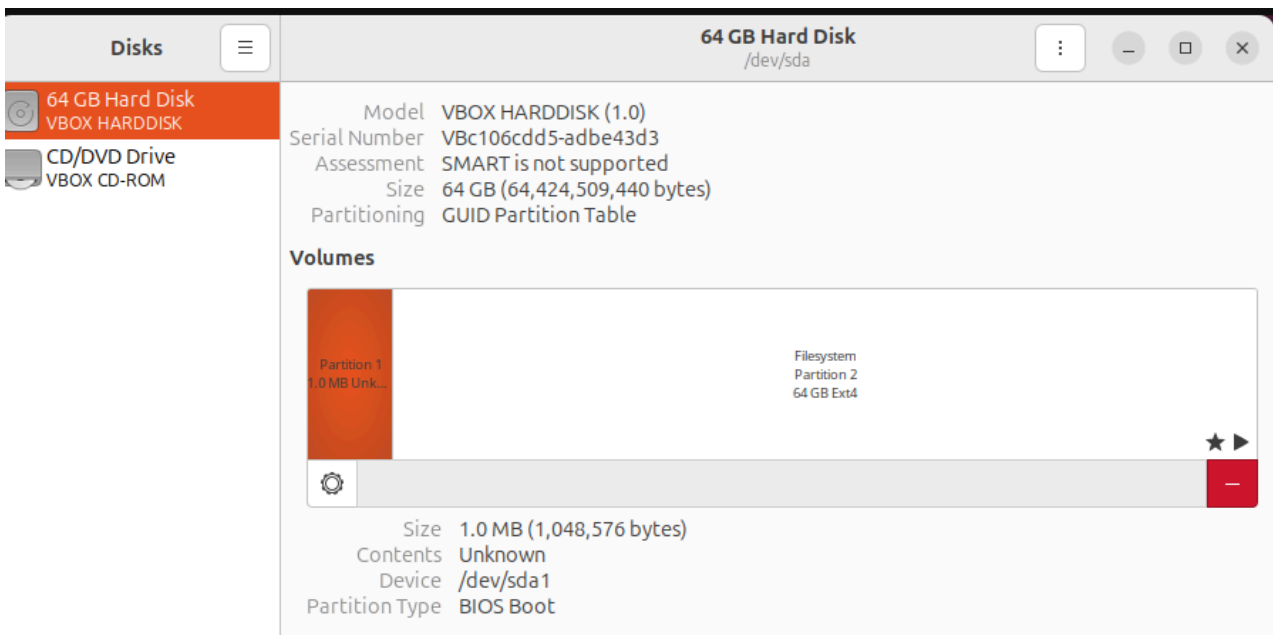 Disks
64 GB Hard Disk
/dev/sda
64 GB Hard Disk
VBOX HARDDISK
CD/DVD Drive
VBOX CD-ROM
Model VBOX HARDDISK (1.0)
Serial Number VBc106cdd5-adbe43d3
Assessment SMART is not supported
Size 64 GB (64,424,509,440 bytes)
Partitioning GUID Partition Table
Volumes
Partition 1
1.0 MB Unk...
Filesystem
Partition 2
64 GB Ext4
Size 1.0 MB (1,048,576 bytes)
Contents Unknown
Device /dev/sda1
Partition Type BIOS Boot